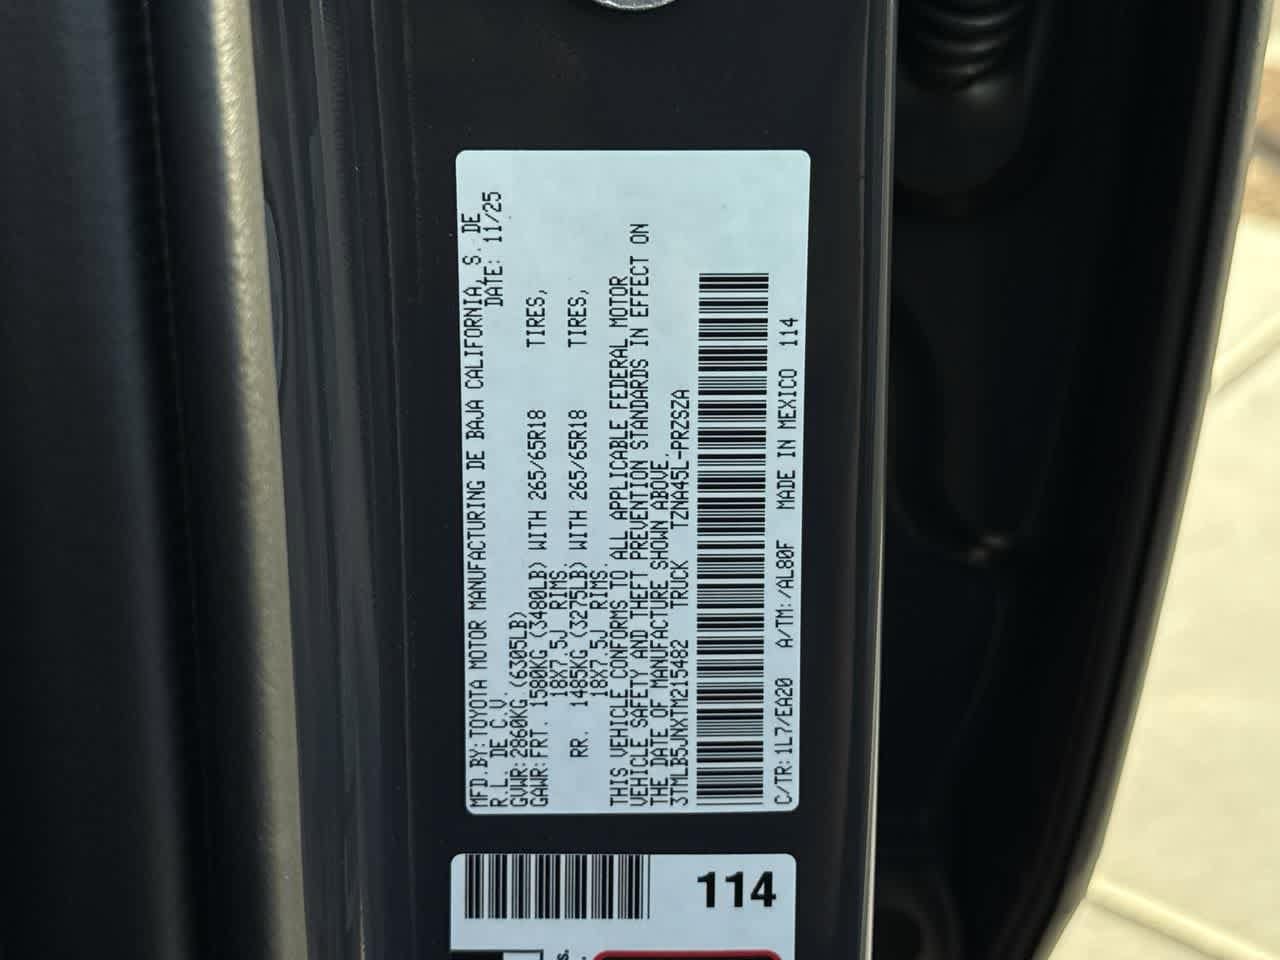 MFD.BY:TOYOTA MOTOR MANUFACTURING DE BAJA CALIFORNIA, S. DE
R.L. DE C.V. DATE: 11/25
GVWR:2860KG (6305LB)
GAWR:FRT. 1580KG (3480LB) WITH 265/65R18 TIRES,
18X7.5J RIMS
RR. 1485KG (3275LB) WITH 265/65R18 TIRES,
18X7.5J RIMS.
THIS VEHICLE CONFORMS TO ALL APPLICABLE FEDERAL MOTOR
VEHICLE SAFETY AND THEFT PREVENTION STANDARDS IN EFFECT ON
THE DATE OF MANUFACTURE SHOWN ABOVE.
3TMLB5JNXTM215482 TRUCK TZNA45L-PRZSZA
C/TR:1L7/EA20 A/TM:/AL80F MADE IN MEXICO 114
114